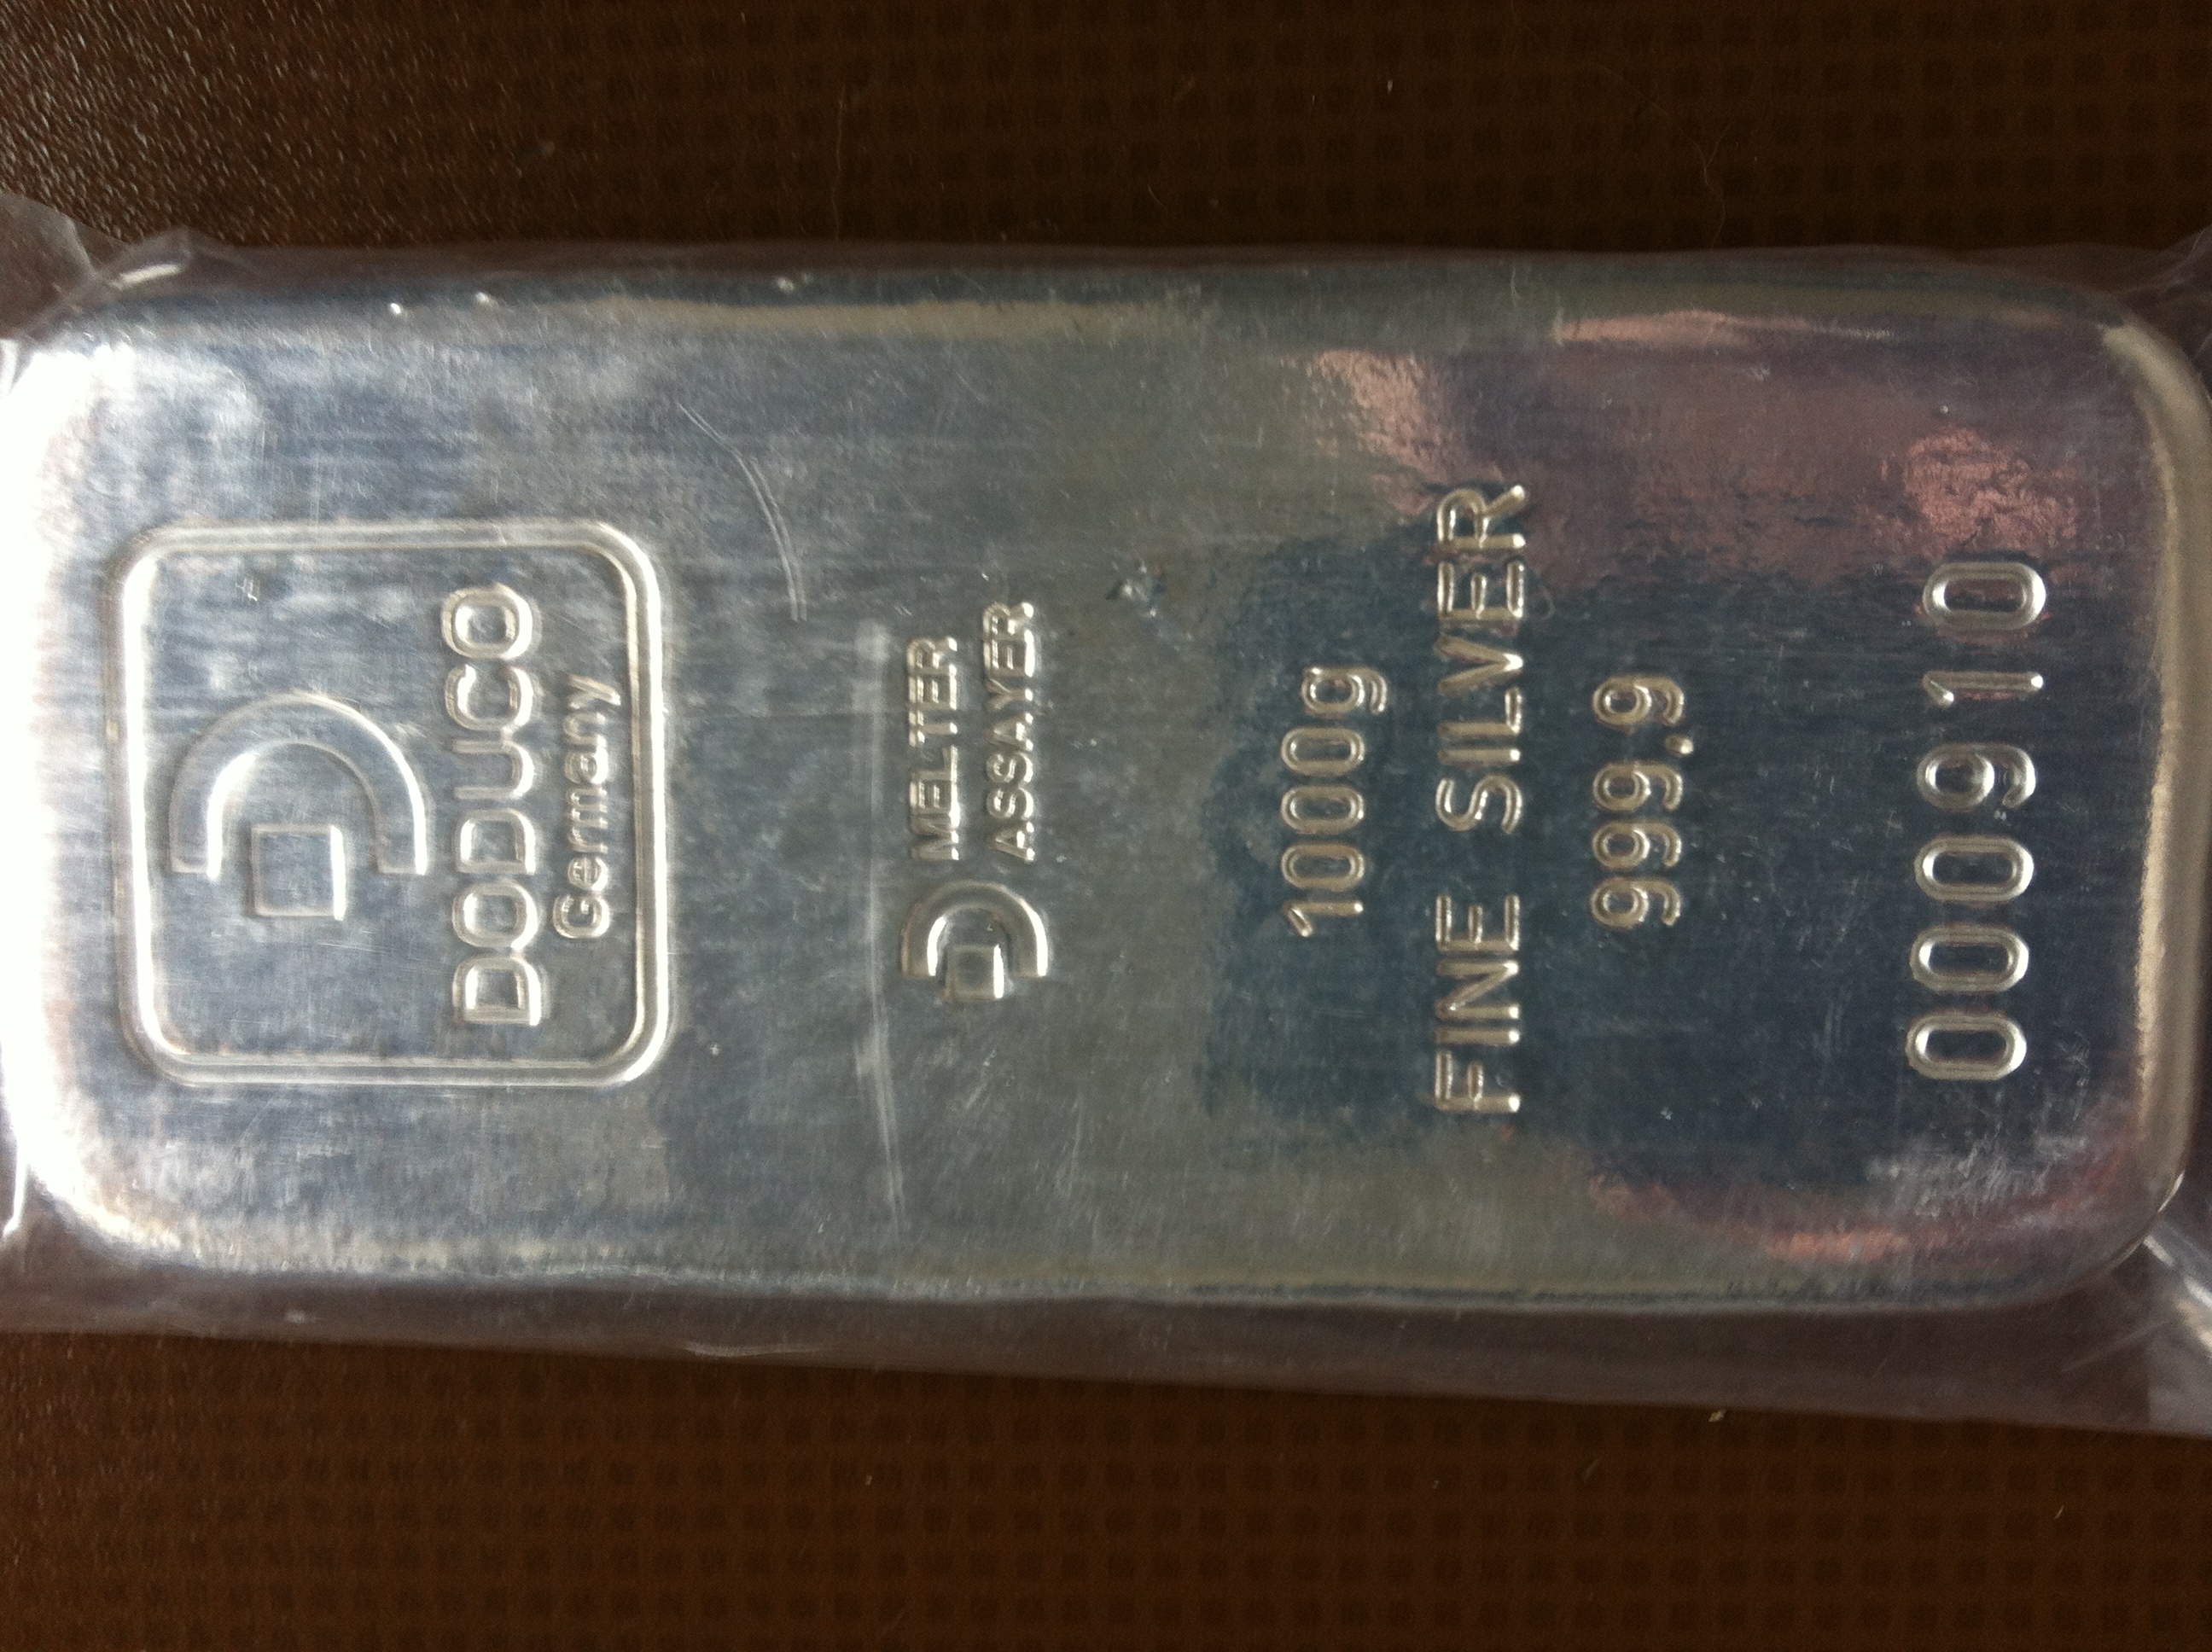 DODUCO
Germany
MELTER
ASSAYER
1000g
FINE SILVER
999.9
000910